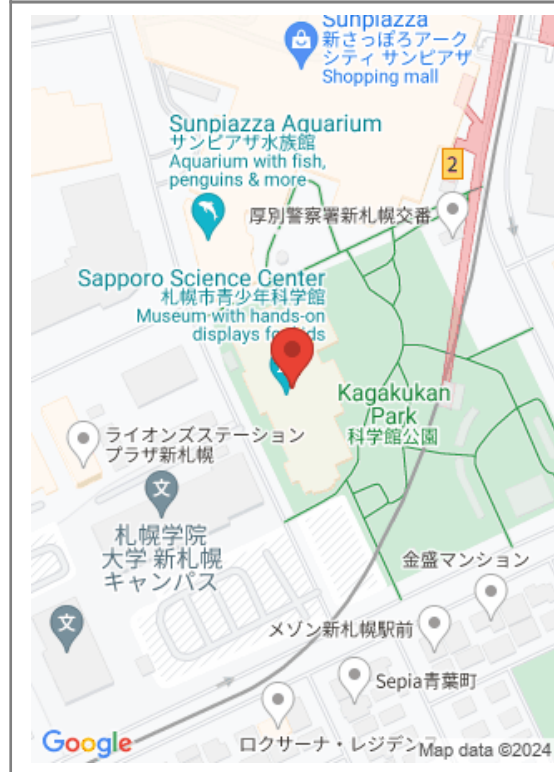 Sunpiazza
新さっぽろアーク
シティ サンピアザ
Shopping mall
Sunpiazza Aquarium
サンピアザ水族館
Aquarium with fish,
penguins & more
2
厚別警察署新札幌交番
Sapporo Science Center
札幌市青少年科学館
Museum with hands-on
displays for kids
Kagakukan
Park
科学館公園
ライオンズステーション
プラザ新札幌
文
札幌学院
大学 新札幌
キャンパス
金盛マンション
文
メゾン新札幌駅前
Sepia青葉町
ロクサーナ・レジデンス
Google
Map data ©2024